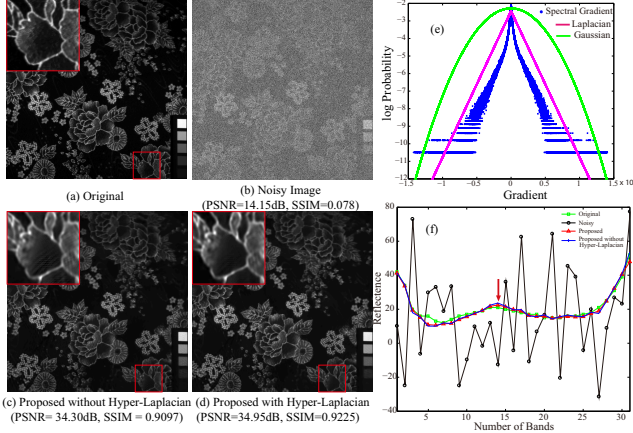 (a) Original
(b) Noisy Image
(PSNR=14.15dB, SSIM=0.078)
(c) Proposed without Hyper-Laplacian
(PSNR= 34.30dB, SSIM = 0.9097)
(d) Proposed with Hyper-Laplacian
(PSNR=34.95dB, SSIM=0.9225)
(e)
Spectral Gradient
Laplacian
Gaussian
log Probability
-2
-3
-4
-5
-6
-7
-8
-9
-10
-11
-12
-1.5 -1 -0.5 0 0.5 1 1.5 x 10
Gradient
(f)
Original
Noisy
Proposed
Proposed without
Hyper-Laplacian
Reflectence
80
60
40
20
0
-20
-40
5 10 15 20 25 30
Number of Bands